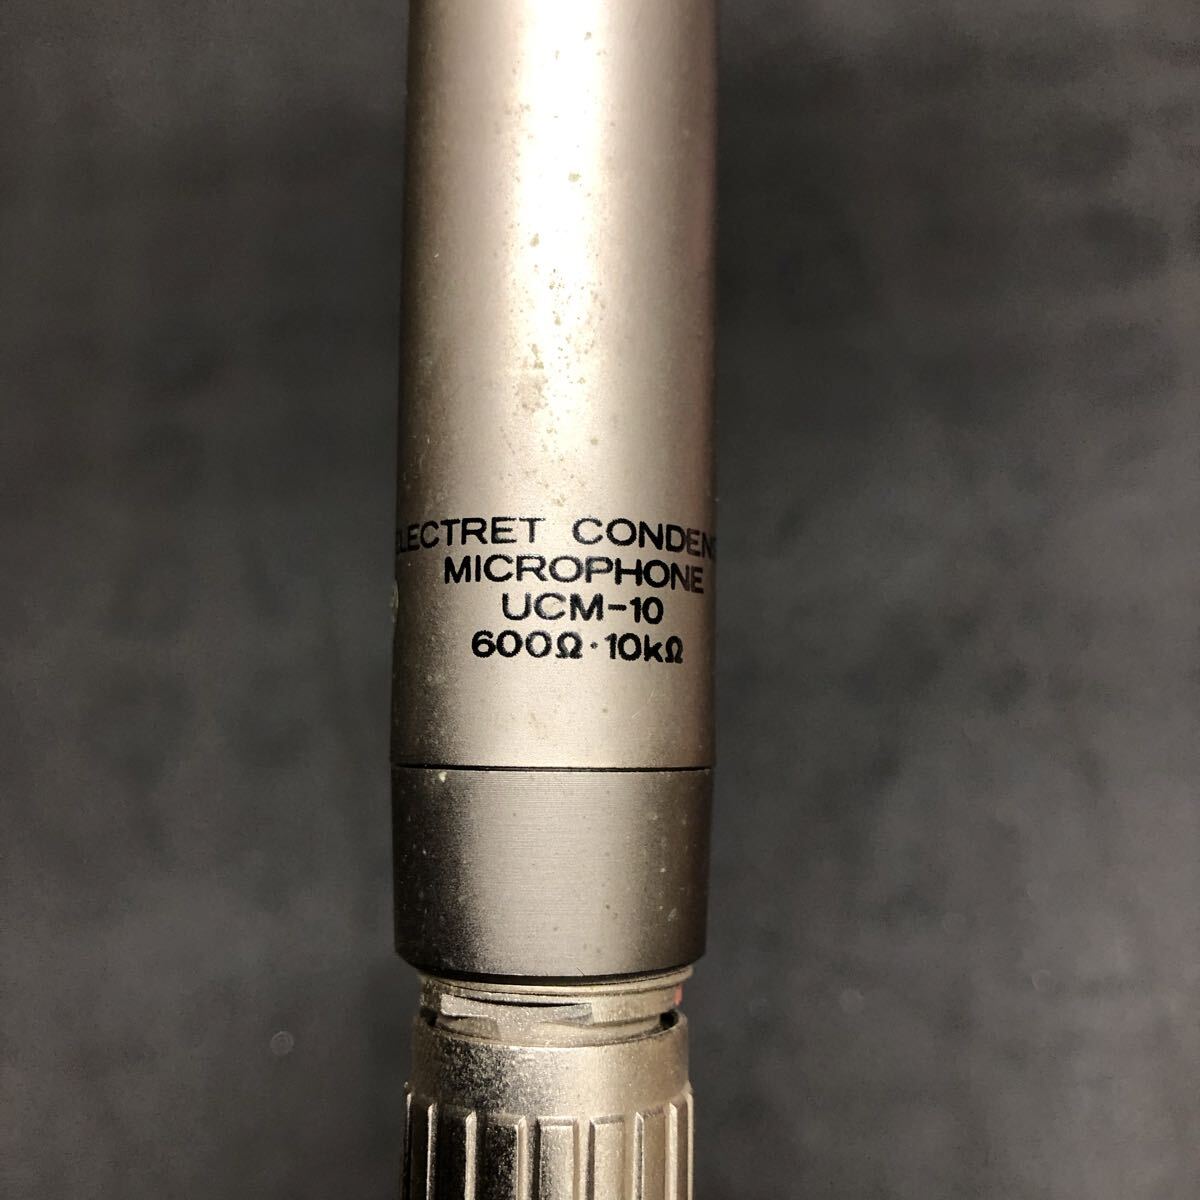 ELECTRET CONDENS
MICROPHONE
UCM-10
600Ω·10kΩ